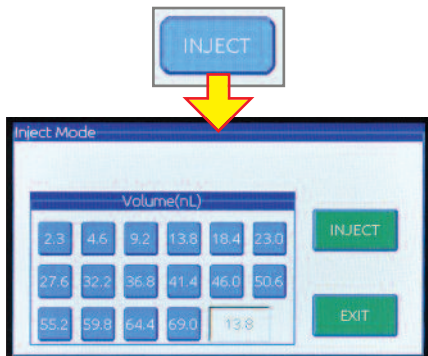 INJECT
Inject Mode
Volume(nL)
2.3 4.6 9.2 13.8 18.4 23.0
INJECT
27.6 32.2 36.8 41.4 46.0 50.6
55.2 59.8 64.4 69.0 13.8
EXIT